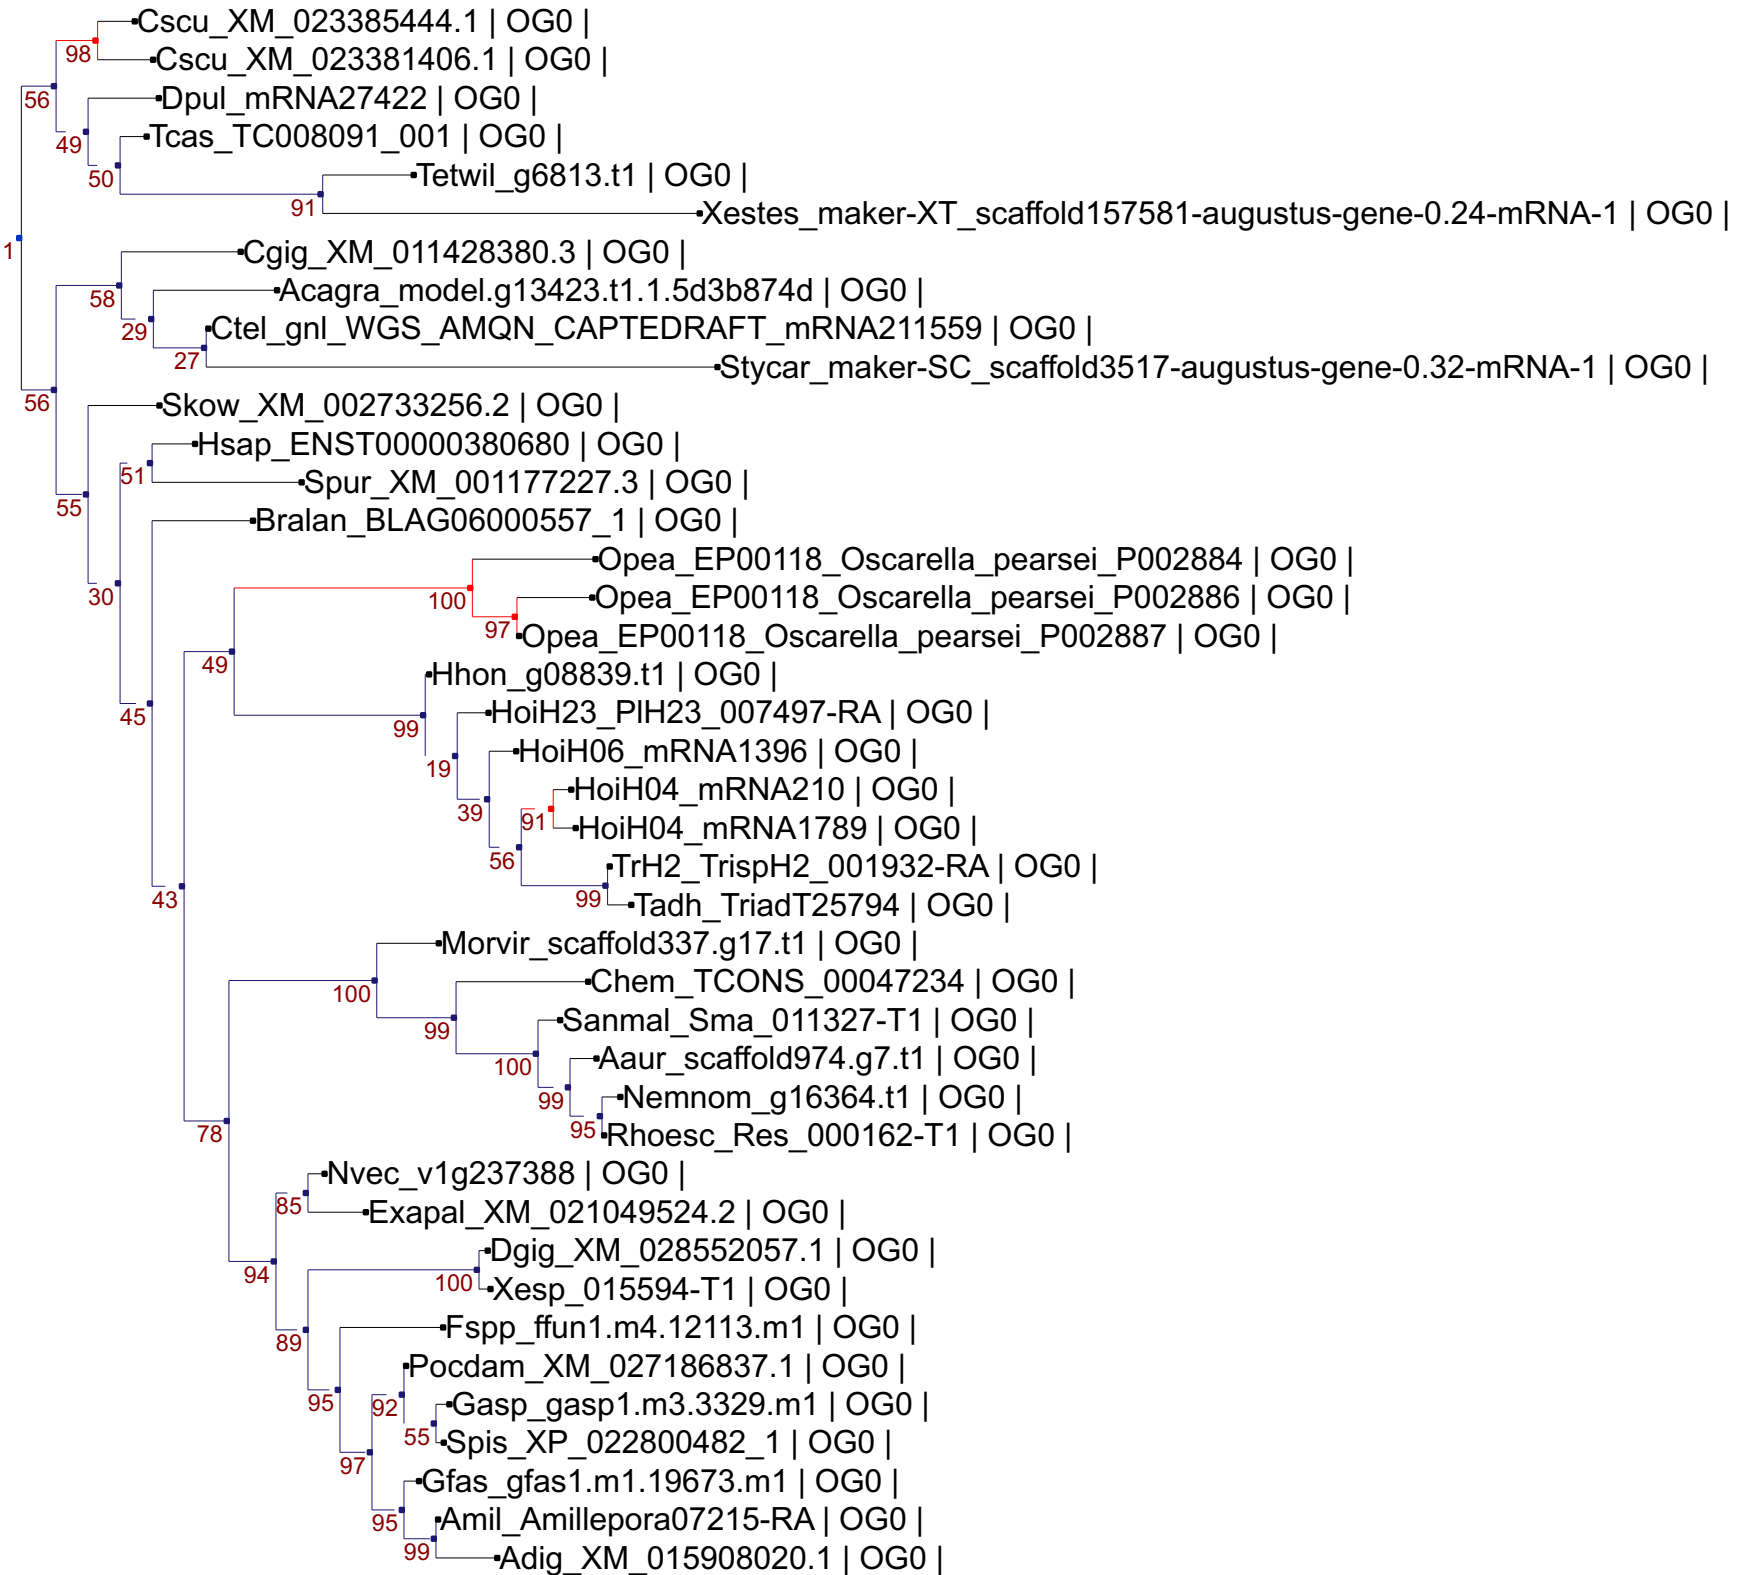 Cscu_XM_023385444.1 | OG0 |
98
Cscu_XM_023381406.1 | OG0 |
56
Dpul_mRNA27422 | OG0 |
49
Tcas_TC008091_001 | OG0 |
50
Tetwil_g6813.t1 | OG0 |
91
Xestes_maker-XT_scaffold157581-augustus-gene-0.24-mRNA-1 | OG0 |
1
Cgig_XM_011428380.3 | OG0 |
58
Acagra_model.g13423.t1.1.5d3b874d | OG0 |
29
Ctel_gnl_WGS_AMQN_CAPTEDRAFT_mRNA211559 | OG0 |
27
Stycar_maker-SC_scaffold3517-augustus-gene-0.32-mRNA-1 | OG0 |
56
Skow_XM_002733256.2 | OG0 |
Hsap_ENST00000380680 | OG0 |
51
Spur_XM_001177227.3 | OG0 |
55
Bralan_BLAG06000557_1 | OG0 |
Opea_EP00118_Oscarella_pearsei_P002884 | OG0 |
30
100
Opea_EP00118_Oscarella_pearsei_P002886 | OG0 |
97
Opea_EP00118_Oscarella_pearsei_P002887 | OG0 |
49
Hhon_g08839.t1 | OG0 |
45
HoiH23_PlH23_007497-RA | OG0 |
99
HoiH06_mRNA1396 | OG0 |
19
HoiH04_mRNA210 | OG0 |
39
91
HoiH04_mRNA1789 | OG0 |
56
TrH2_TrispH2_001932-RA | OG0 |
43
99
Tadh_TriadT25794 | OG0 |
Morvir_scaffold337.g17.t1 | OG0 |
Chem_TCONS_00047234 | OG0 |
100
Sanmal_Sma_011327-T1 | OG0 |
99
Aaur_scaffold974.g7.t1 | OG0 |
100
Nemnom_g16364.t1 | OG0 |
99
Rhoesc_Res_000162-T1 | OG0 |
78
95
Nvec_v1g237388 | OG0 |
85
Exapal_XM_021049524.2 | OG0 |
Dgig_XM_028552057.1 | OG0 |
94
100
Xesp_015594-T1 | OG0 |
Fspp_ffun1.m4.12113.m1 | OG0 |
89
Pocdam_XM_027186837.1 | OG0 |
95
92
Gasp_gasp1.m3.3329.m1 | OG0 |
55
Spis_XP_022800482_1 | OG0 |
97
Gfas_gfas1.m1.19673.m1 | OG0 |
95
Amil_Amillepora07215-RA | OG0 |
99
Adig_XM_015908020.1 | OG0 |